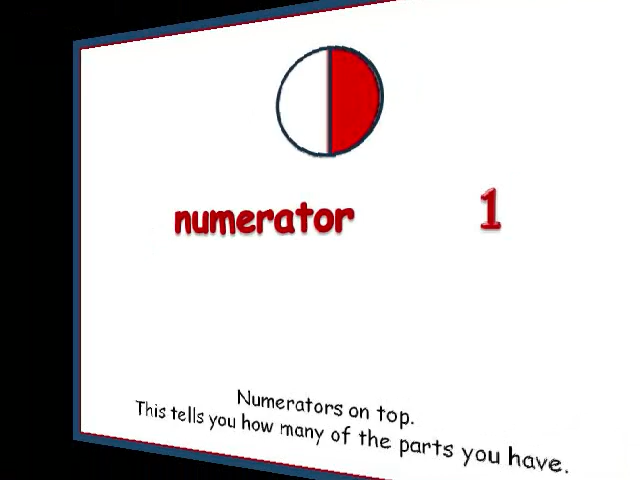 numerator 1
Numerators on top.
This tells you how many of the parts you have.